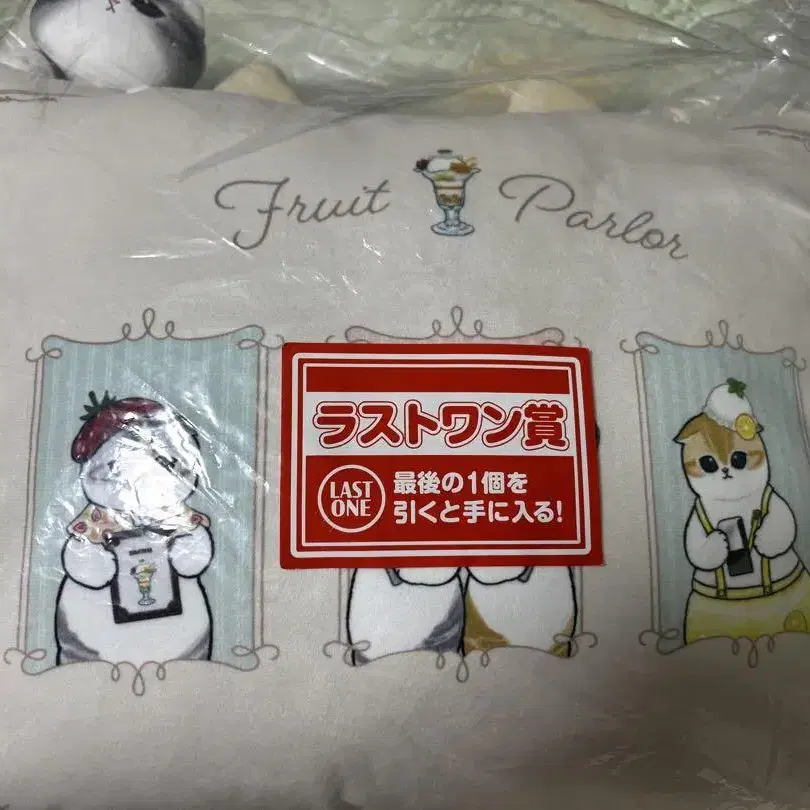 Fruit Parlor
ラストワン賞
LAST
ONE
最後の1個を
引くと手に入る!